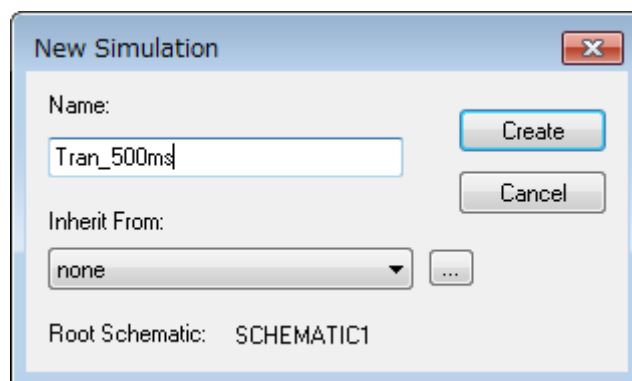 New Simulation
Name:
Create
Tran_500ms
Cancel
Inherit From:
none
...
Root Schematic: SCHEMATIC1